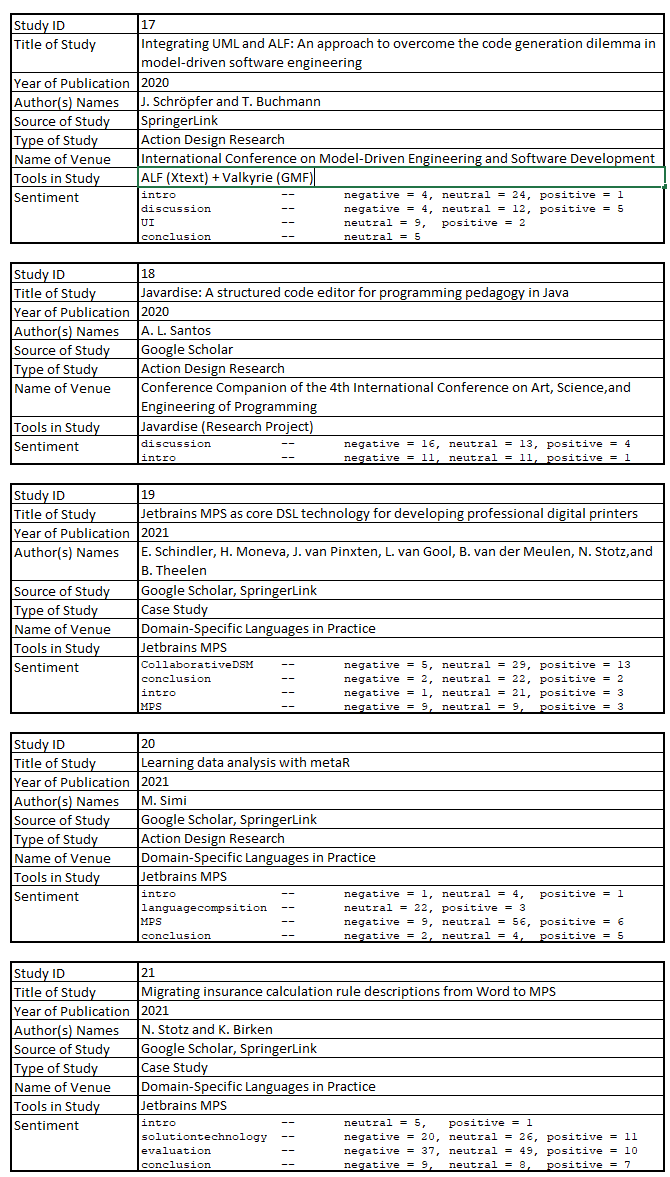 Study ID 17
Title of Study Integrating UML and ALF: An approach to overcome the code generation dilemma in
model-driven software engineering
Year of Publication 2020
Author(s) Names J. Schröpfer and T. Buchmann
Source of Study SpringerLink
Type of Study Action Design Research
Name of Venue International Conference on Model-Driven Engineering and Software Development
Tools in Study ALF (Xtext) + Valkyrie (GMF)
Sentiment intro -- negative = 4, neutral = 24, positive = 1
discussion -- negative = 4, neutral = 12, positive = 5
UI -- neutral = 9, positive = 2
conclusion -- neutral = 5
Study ID 18
Title of Study Javardise: A structured code editor for programming pedagogy in Java
Year of Publication 2020
Author(s) Names A. L. Santos
Source of Study Google Scholar
Type of Study Action Design Research
Name of Venue Conference Companion of the 4th International Conference on Art, Science,and
Engineering of Programming
Tools in Study Javardise (Research Project)
Sentiment discussion -- negative = 16, neutral = 13, positive = 4
intro -- negative = 11, neutral = 11, positive = 1
Study ID 19
Title of Study Jetbrains MPS as core DSL technology for developing professional digital printers
Year of Publication 2021
Author(s) Names E. Schindler, H. Moneva, J. van Pinxten, L. van Gool, B. van der Meulen, N. Stotz,and
B. Theelen
Source of Study Google Scholar, SpringerLink
Type of Study Case Study
Name of Venue Domain-Specific Languages in Practice
Tools in Study Jetbrains MPS
Sentiment CollaborativeDSM -- negative = 5, neutral = 29, positive = 13
conclusion -- negative = 2, neutral = 22, positive = 2
intro -- negative = 1, neutral = 21, positive = 3
MPS -- negative = 9, neutral = 9, positive = 3
Study ID 20
Title of Study Learning data analysis with metaR
Year of Publication 2021
Author(s) Names M. Simi
Source of Study Google Scholar, SpringerLink
Type of Study Action Design Research
Name of Venue Domain-Specific Languages in Practice
Tools in Study Jetbrains MPS
Sentiment intro -- negative = 1, neutral = 4, positive = 1
languagecompsition -- neutral = 22, positive = 3
MPS -- negative = 9, neutral = 56, positive = 6
conclusion -- negative = 2, neutral = 4, positive = 5
Study ID 21
Title of Study Migrating insurance calculation rule descriptions from Word to MPS
Year of Publication 2021
Author(s) Names N. Stotz and K. Birken
Source of Study Google Scholar, SpringerLink
Type of Study Case Study
Name of Venue Domain-Specific Languages in Practice
Tools in Study Jetbrains MPS
Sentiment intro -- neutral = 5, positive = 1
solutiontechnology -- negative = 20, neutral = 26, positive = 11
evaluation -- negative = 37, neutral = 49, positive = 10
conclusion -- negative = 9, neutral = 8, positive = 7